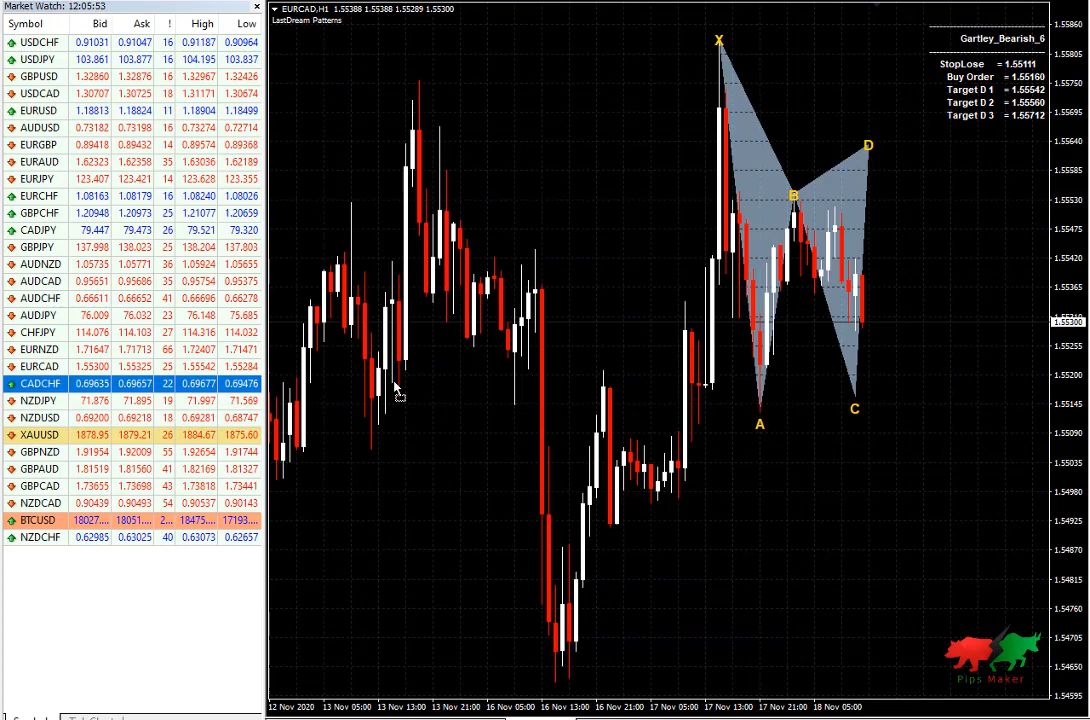 Market Watch: 12:05:53
Symbol Bid Ask ! High Low
USDCHF 0.91031 0.91047 16 0.91187 0.90964
USDJPY 103.861 103.877 16 104.195 103.837
GBPUSD 1.32860 1.32876 16 1.32967 1.32426
USDCAD 1.30707 1.30725 18 1.31171 1.30674
EURUSD 1.18813 1.18824 11 1.18904 1.18499
AUDUSD 0.73182 0.73198 16 0.73274 0.72714
EURGBP 0.89418 0.89432 14 0.89574 0.89368
EURAUD 1.62323 1.62358 35 1.63036 1.62189
EURJPY 123.407 123.421 14 123.628 123.355
EURCHF 1.08163 1.08179 16 1.08240 1.08026
GBPCHF 1.20948 1.20973 25 1.21077 1.20659
CADJPY 79.447 79.473 26 79.521 79.320
GBPJPY 137.998 138.023 25 138.204 137.803
AUDNZD 1.05735 1.05771 36 1.05924 1.05655
AUDCAD 0.95651 0.95686 35 0.95754 0.95375
AUDCHF 0.66611 0.66652 41 0.66696 0.66278
AUDJPY 76.009 76.032 23 76.148 75.685
CHFJPY 114.076 114.103 27 114.316 114.032
EURNZD 1.71647 1.71713 66 1.72407 1.71471
EURCAD 1.55300 1.55325 25 1.55542 1.55284
CADCHF 0.69635 0.69657 22 0.69677 0.69476
NZDJPY 71.876 71.895 19 71.997 71.569
NZDUSD 0.69200 0.69218 18 0.69281 0.68747
XAUUSD 1878.95 1879.21 26 1884.67 1875.60
GBPNZD 1.91954 1.92009 55 1.92654 1.91744
GBPAUD 1.81519 1.81560 41 1.82169 1.81327
GBPCAD 1.73655 1.73698 43 1.73818 1.73441
NZDCAD 0.90439 0.90493 54 0.90537 0.90143
BTCUSD 18027.... 18051.... 2... 18475.... 17193....
NZDCHF 0.62985 0.63025 40 0.63073 0.62657
EURCAD,H1 1.55388 1.55388 1.55289 1.55300
LastDream Patterns
Gartley_Bearish_6
StopLose = 1.55111
Buy Order = 1.55160
Target D 1 = 1.55542
Target D 2 = 1.55560
Target D 3 = 1.55712
X
D
B
C
A
1.55860
1.55805
1.55750
1.55695
1.55640
1.55585
1.55530
1.55475
1.55420
1.55365
1.55300
1.55255
1.55200
1.55145
1.55090
1.55035
1.54980
1.54925
1.54870
1.54815
1.54760
1.54705
1.54650
1.54595
Pips Maker
12 Nov 2020 13 Nov 05:00 13 Nov 13:00 13 Nov 21:00 16 Nov 05:00 16 Nov 13:00 16 Nov 21:00 17 Nov 05:00 17 Nov 13:00 17 Nov 21:00 18 Nov 05:00